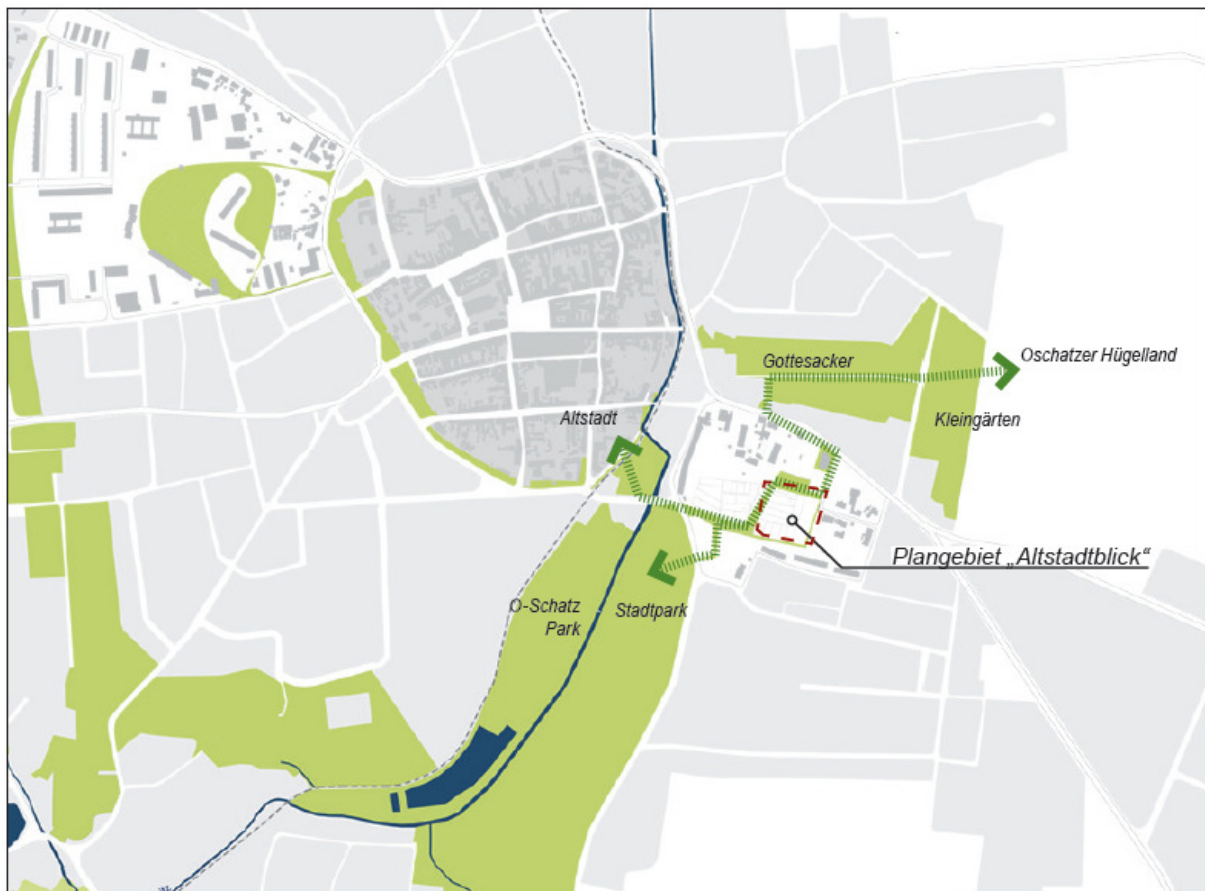 Gottesacker
Oschatzer Hügelland
Altstadt
Kleingärten
Plangebiet „Altstadtblick“
O-Schatz
Park
Stadtpark